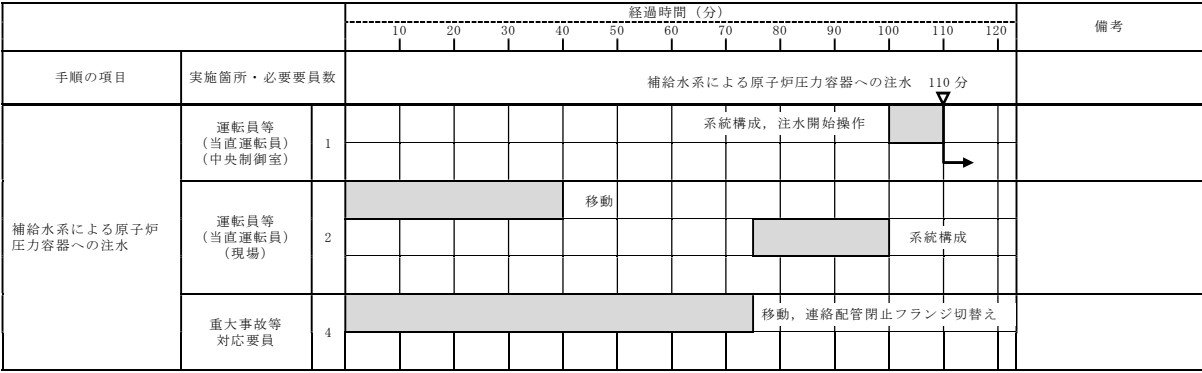 経過時間（分）
備考
10 20 30 40 50 60 70 80 90 100 110 120
手順の項目
実施箇所・必要要員数
補給水系による原子炉圧力容器への注水 110分
補給水系による原子炉
圧力容器への注水
運転員等
（当直運転員）
（中央制御室）
1
系統構成，注水開始操作
運転員等
（当直運転員）
（現場）
2
移動
系統構成
重大事故等
対応要員
4
移動，連絡配管閉止フランジ切替え